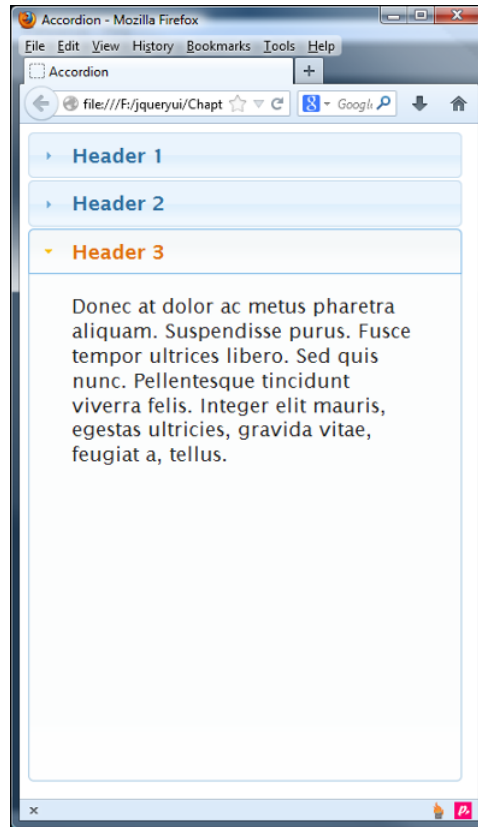 Accordion - Mozilla Firefox
File Edit View History Bookmarks Tools Help
Accordion
file:///F:/jqueryui/Chapt
Google
Header 1
Header 2
Header 3
Donec at dolor ac metus pharetra
aliquam. Suspendisse purus. Fusce
tempor ultrices libero. Sed quis
nunc. Pellentesque tincidunt
viverra felis. Integer elit mauris,
egestas ultricies, gravida vitae,
feugiat a, tellus.